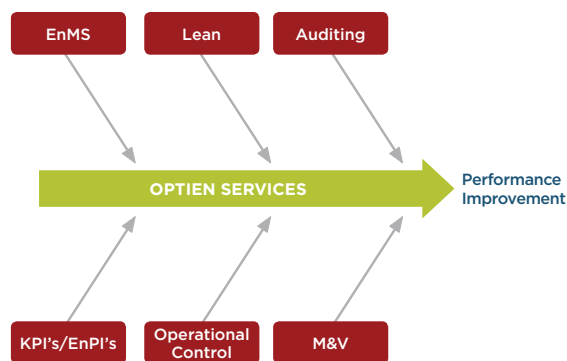 EnMS
Lean
Auditing
OPTIEN SERVICES
Performance
Improvement
KPI's/EnPI's
Operational
Control
M&V